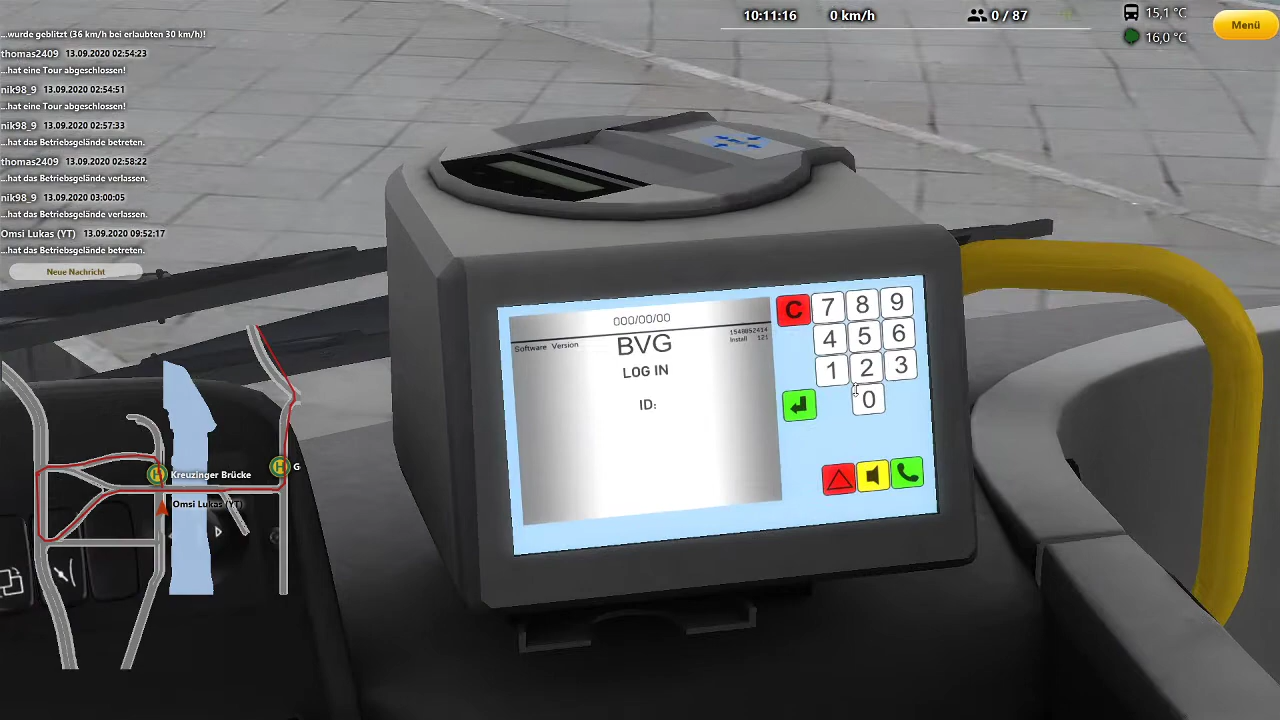 ...wurde geblitzt (36 km/h bei erlaubten 30 km/h)!
thomas2409 13.09.2020 02:54:23
...hat eine Tour abgeschlossen!
nik98_9 13.09.2020 02:54:51
...hat eine Tour abgeschlossen!
nik98_9 13.09.2020 02:57:33
...hat das Betriebsgelände betreten.
thomas2409 13.09.2020 02:58:22
...hat das Betriebsgelände verlassen.
nik98_9 13.09.2020 03:00:05
...hat das Betriebsgelände verlassen.
Omsi Lukas (YT) 13.09.2020 09:52:17
...hat das Betriebsgelände betreten.
Neue Nachricht
10:11:16 0 km/h 0 / 87
15,1 °C
16,0 °C
Menü
000/00/00
Software Version
BVG
1548852414
Install 121
LOG IN
ID:
C 7 8 9
4 5 6
1 2 3
0
H Kreuzinger Brücke
H G
Omsi Lukas (YT)